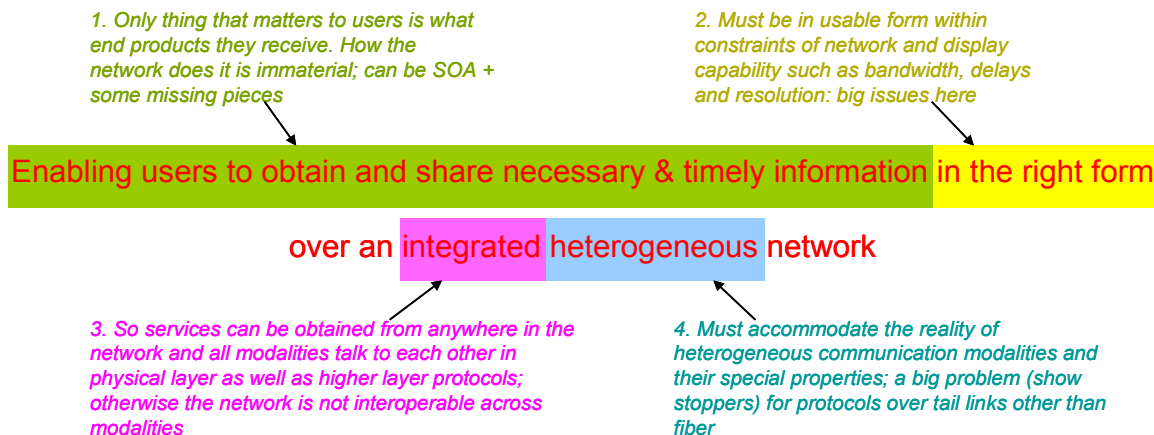 1. Only thing that matters to users is what
end products they receive. How the
network does it is immaterial; can be SOA +
some missing pieces
2. Must be in usable form within
constraints of network and display
capability such as bandwidth, delays
and resolution: big issues here
Enabling users to obtain and share necessary & timely information in the right form
over an integrated heterogeneous network
3. So services can be obtained from anywhere in the
network and all modalities talk to each other in
physical layer as well as higher layer protocols;
otherwise the network is not interoperable across
modalities
4. Must accommodate the reality of
heterogeneous communication modalities and
their special properties; a big problem (show
stoppers) for protocols over tail links other than
fiber